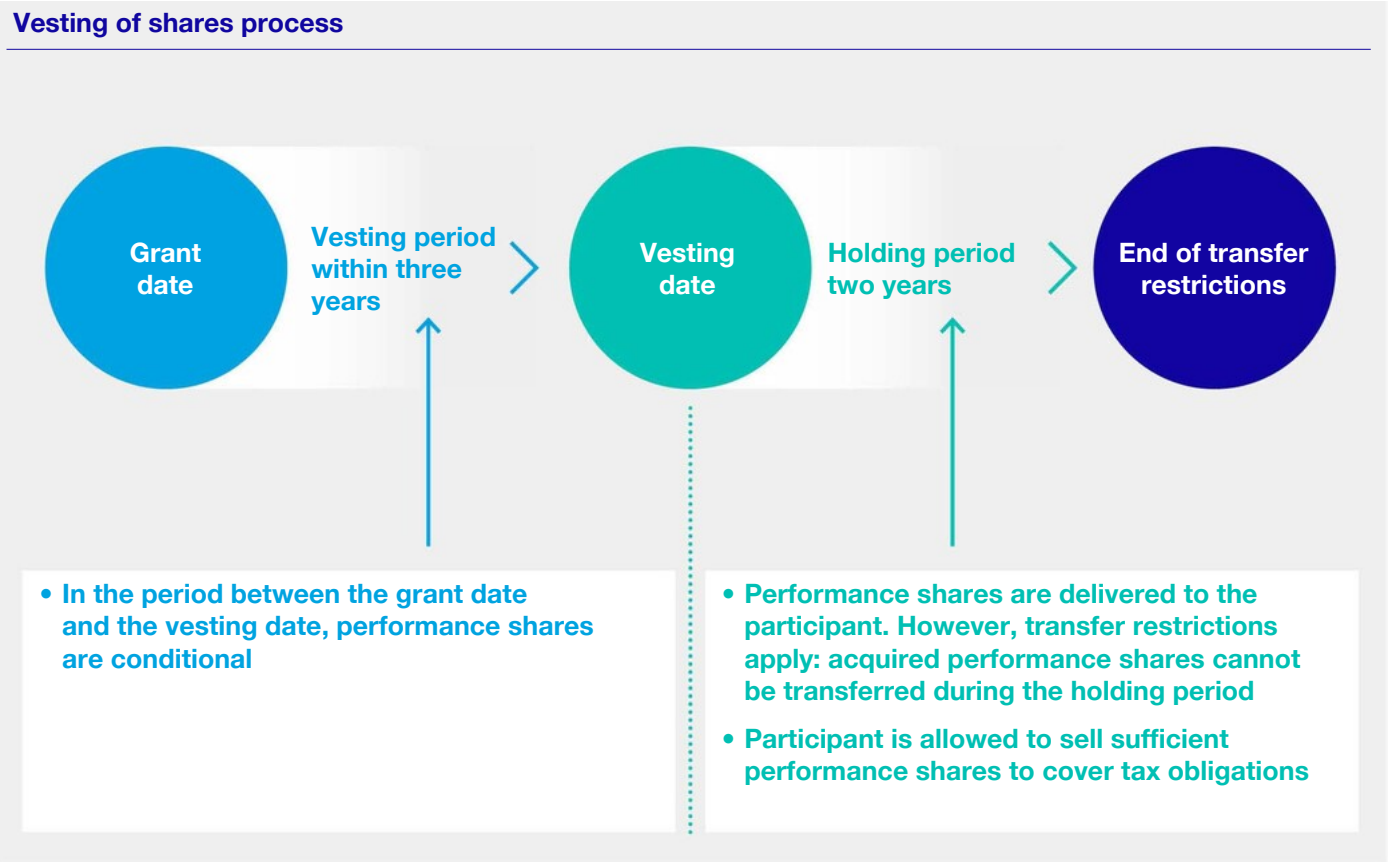 Vesting of shares process
Grant
date
Vesting period
within three
years
Vesting
date
Holding period
two years
End of transfer
restrictions
• In the period between the grant date
and the vesting date, performance shares
are conditional
• Performance shares are delivered to the
participant. However, transfer restrictions
apply: acquired performance shares cannot
be transferred during the holding period
• Participant is allowed to sell sufficient
performance shares to cover tax obligations